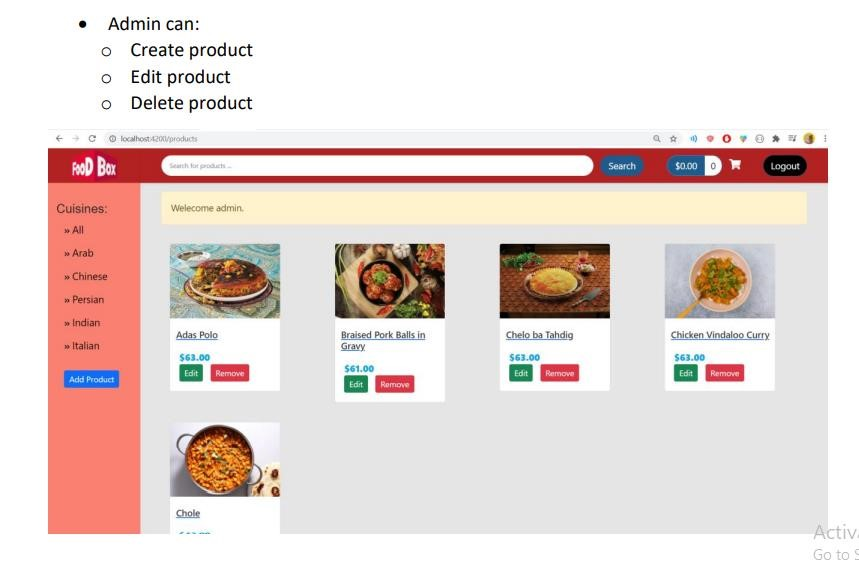 • Admin can:
o Create product
o Edit product
o Delete product
localhost:4200/products
FooD Box
Search for products ...
Search
$0.00 0
Logout
Cuisines:
» All
» Arab
» Chinese
» Persian
» Indian
» Italian
Add Product
Welecome admin.
Adas Polo
$63.00
Edit Remove
Braised Pork Balls in
Gravy
$61.00
Edit Remove
Chelo ba Tahdig
$63.00
Edit Remove
Chicken Vindaloo Curry
$63.00
Edit Remove
Chole
Activa
Go to S